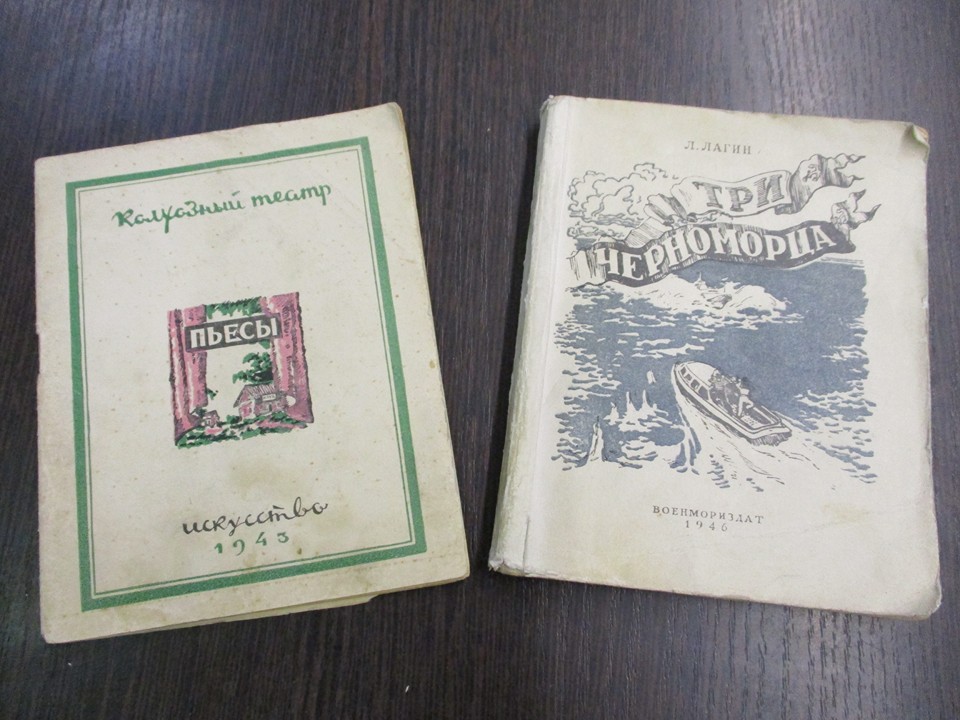 Колхозный театр
ПЬЕСЫ
искусство
1943
Л. ЛАГИН
ТРИ
ЧЕРНОМОРЦА
ВОЕНМОРИЗДАТ
1946